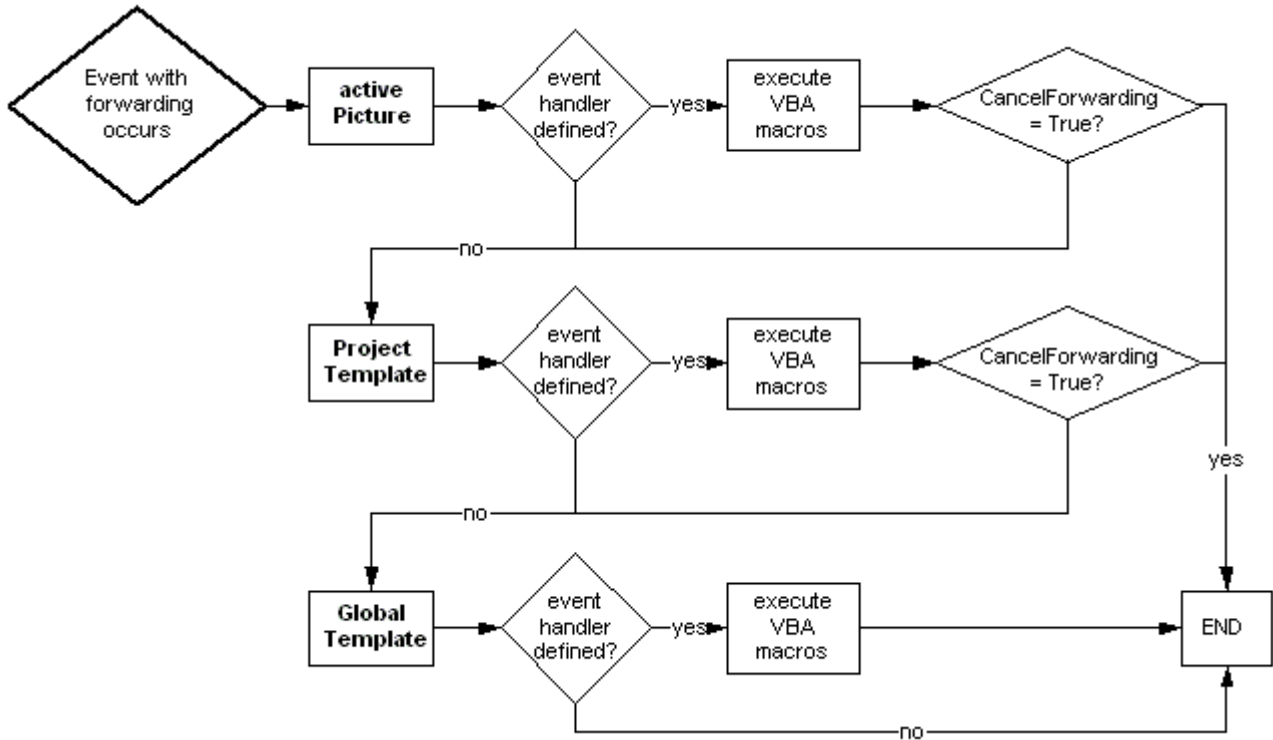 Event with
forwarding
occurs
active
Picture
event
handler
defined?
yes
execute
VBA
macros
CancelForwarding
= True?
no
Project
Template
event
handler
defined?
yes
execute
VBA
macros
CancelForwarding
= True?
yes
no
Global
Template
event
handler
defined?
yes
execute
VBA
macros
END
no